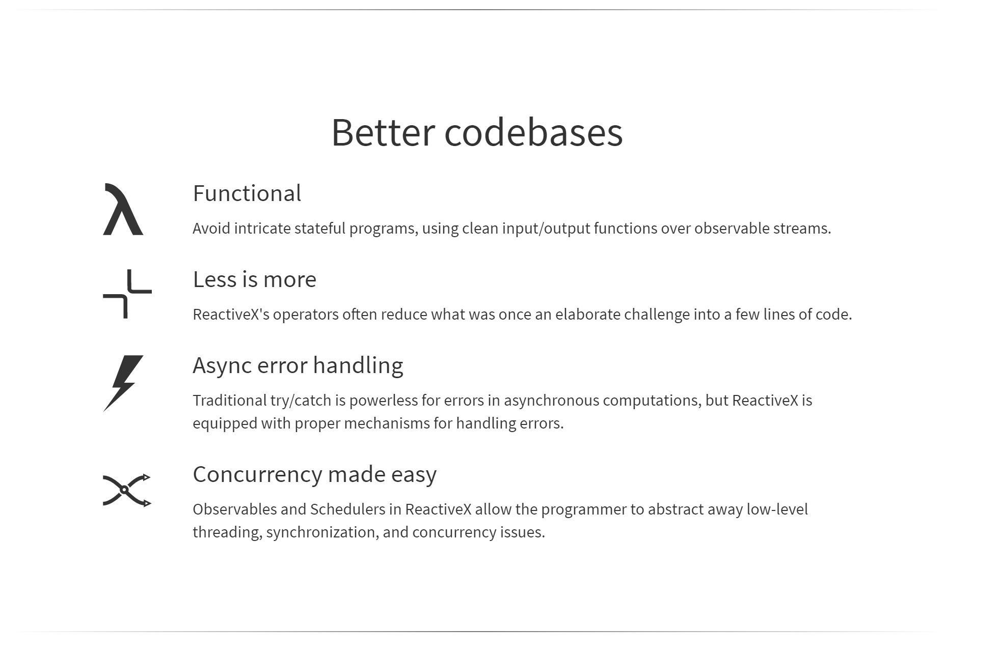 Better codebases
Functional
Avoid intricate stateful programs, using clean input/output functions over observable streams.
Less is more
ReactiveX's operators often reduce what was once an elaborate challenge into a few lines of code.
Async error handling
Traditional try/catch is powerless for errors in asynchronous computations, but ReactiveX is
equipped with proper mechanisms for handling errors.
Concurrency made easy
Observables and Schedulers in ReactiveX allow the programmer to abstract away low-level
threading, synchronization, and concurrency issues.